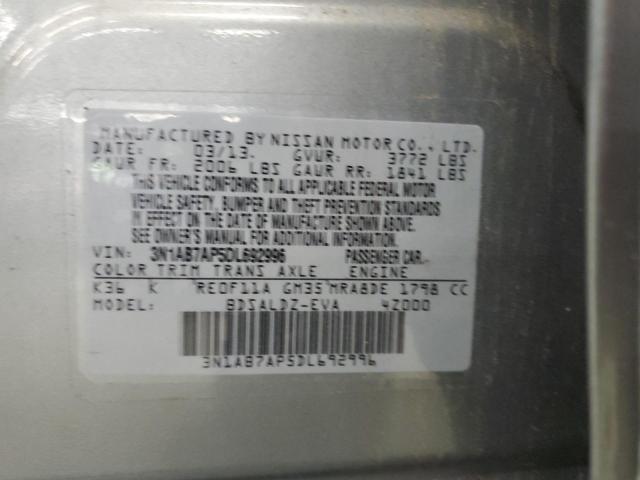 MANUFACTURED BY NISSAN MOTOR CO., LTD.
DATE: 03/13. GVWR: 3772 LBS
GAWR FR: 2006 LBS GAWR RR: 1841 LBS
THIS VEHICLE CONFORMS TO ALL APPLICABLE FEDERAL MOTOR
VEHICLE SAFETY, BUMPER AND THEFT PREVENTION STANDARDS
IN EFFECT ON THE DATE OF MANUFACTURE SHOWN ABOVE.
SEE OWNER'S MANUAL FOR ADDITIONAL INFORMATION
VIN: 3N1AB7AP5DL692996 PASSENGER CAR
COLOR TRIM TRANS AXLE ENGINE
K36 K RE0F11A GM35 MRA8DE 1798 CC
MODEL: BDSALDZ-EVA 4Z000
3N1AB7AP5DL692996